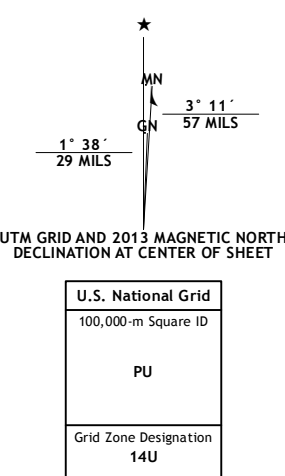 ★
MN
3° 11´
57 MILS
GN
1° 38´
29 MILS
UTM GRID AND 2013 MAGNETIC NORTH
DECLINATION AT CENTER OF SHEET
U.S. National Grid
100,000-m Square ID
PU
Grid Zone Designation
14U